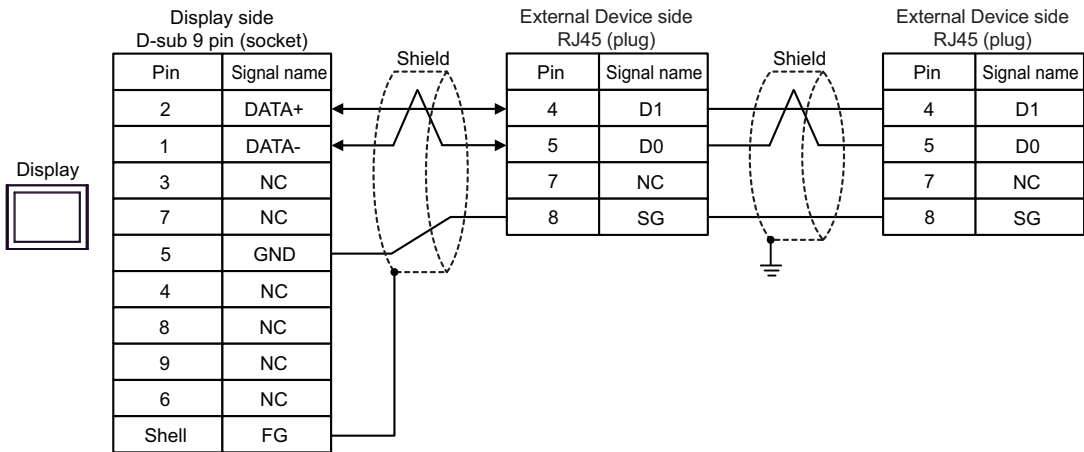 Display side
D-sub 9 pin (socket)
External Device side
RJ45 (plug)
External Device side
RJ45 (plug)
Shield
Shield
Display
Pin Signal name
2 DATA+
1 DATA-
3 NC
7 NC
5 GND
4 NC
8 NC
9 NC
6 NC
Shell FG
Pin Signal name
4 D1
5 D0
7 NC
8 SG
Pin Signal name
4 D1
5 D0
7 NC
8 SG